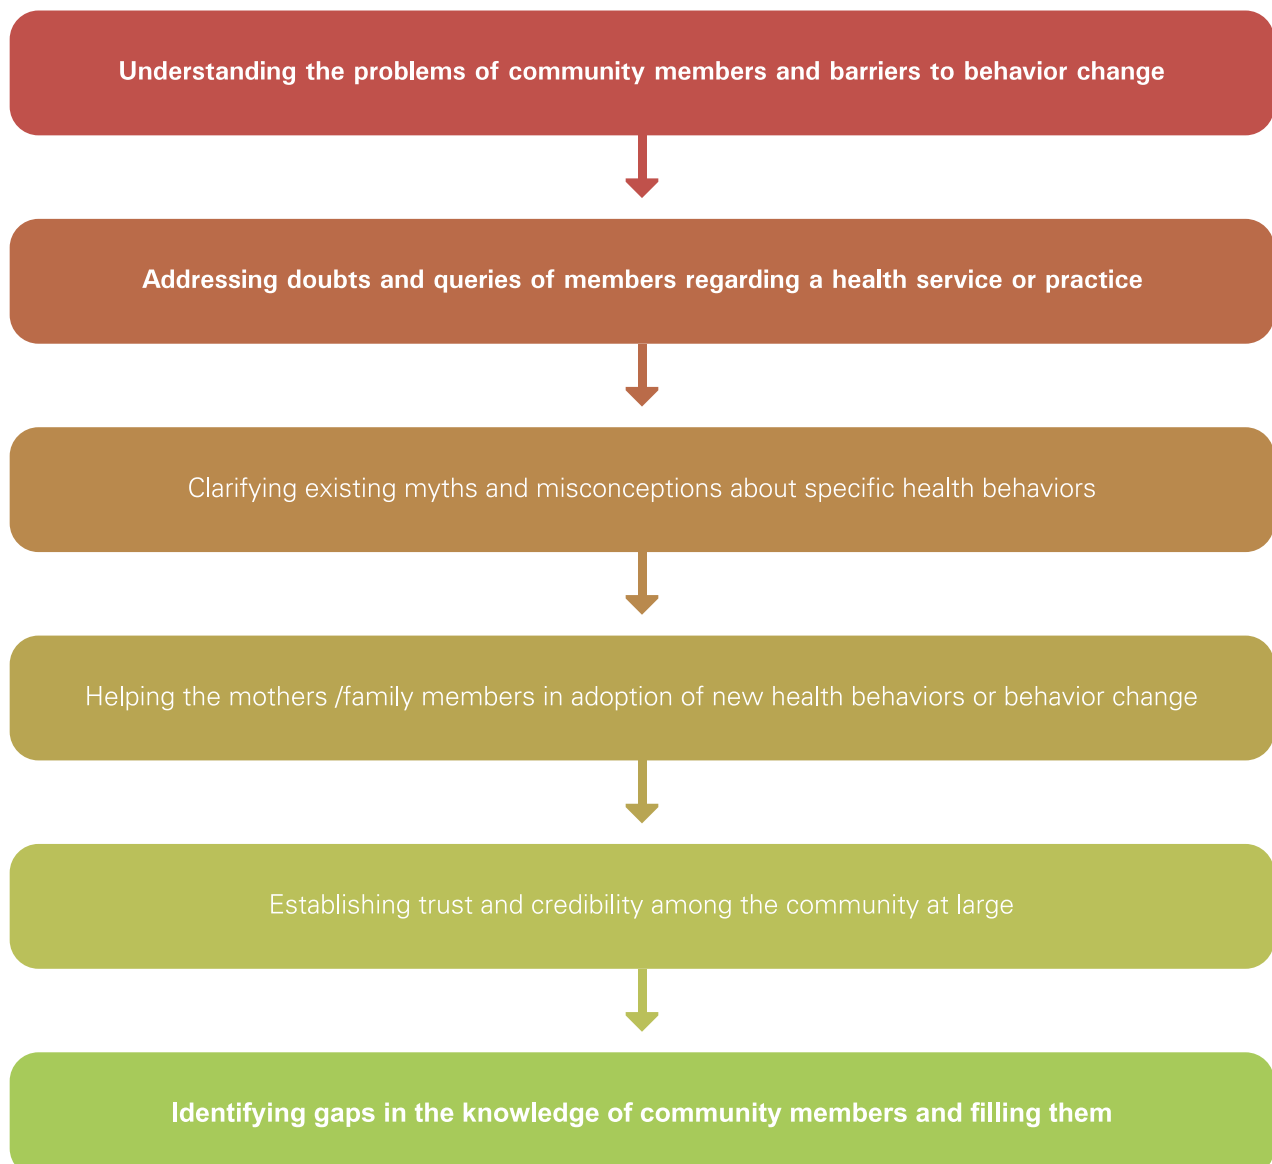 Understanding the problems of community members and barriers to behavior change
Addressing doubts and queries of members regarding a health service or practice
Clarifying existing myths and misconceptions about specific health behaviors
Helping the mothers /family members in adoption of new health behaviors or behavior change
Establishing trust and credibility among the community at large
Identifying gaps in the knowledge of community members and filling them